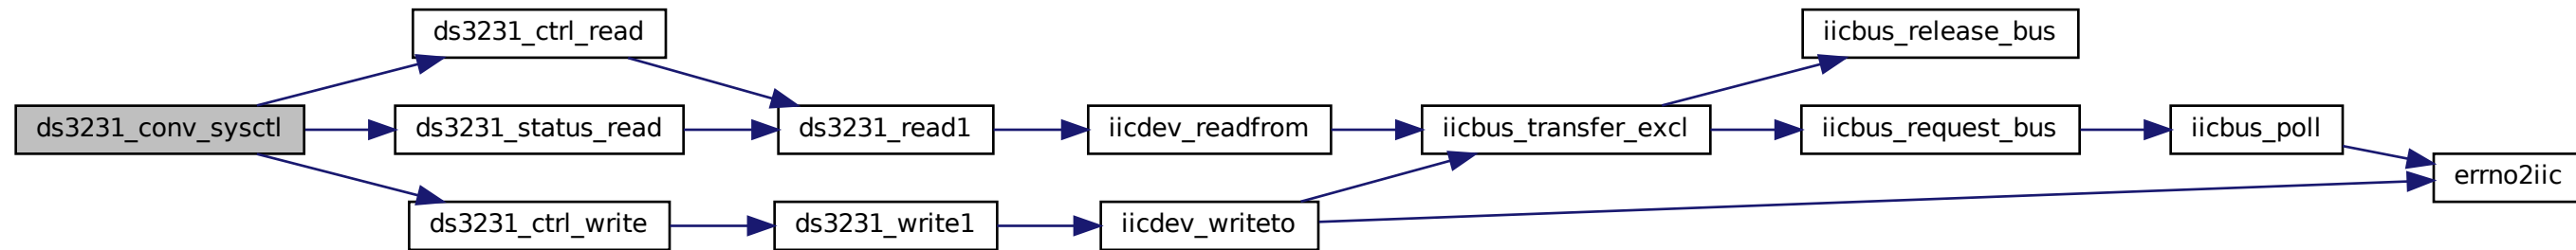 ds3231_conv_sysctl
ds3231_ctrl_read
ds3231_status_read
ds3231_ctrl_write
ds3231_read1
ds3231_write1
iicdev_readfrom
iicdev_writeto
iicbus_transfer_excl
iicbus_release_bus
iicbus_request_bus
iicbus_poll
errno2iic